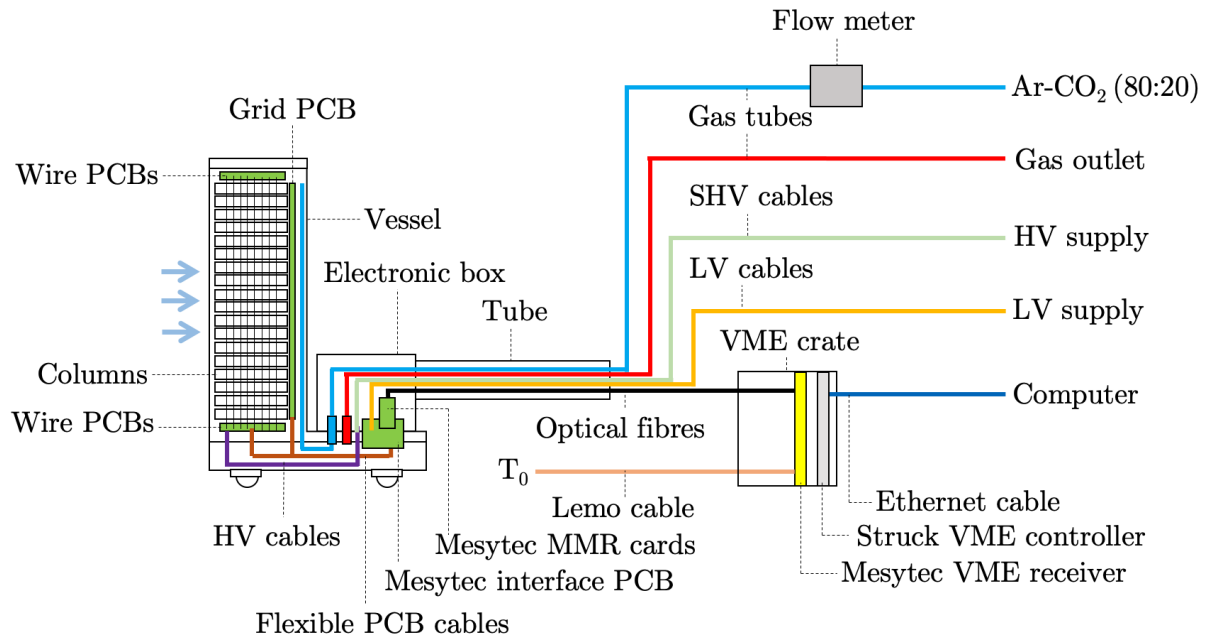 Flow meter
Ar-CO₂ (80:20)
Grid PCB
Gas tubes
Gas outlet
Wire PCBs
SHV cables
Vessel
HV supply
Electronic box
LV cables
Tube
LV supply
VME crate
Columns
Computer
Wire PCBs
Optical fibres
T₀
Ethernet cable
Lemo cable
HV cables
Struck VME controller
Mesytec MMR cards
Mesytec VME receiver
Mesytec interface PCB
Flexible PCB cables